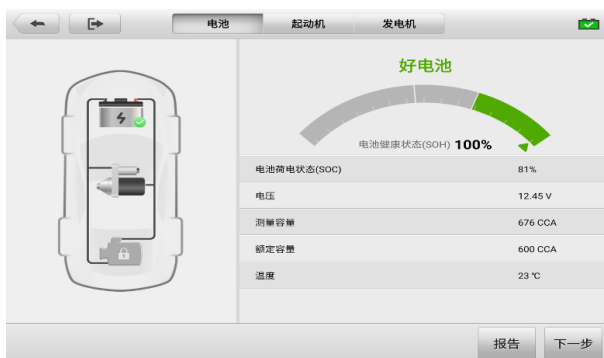 电池 起动机 发电机
好电池
电池健康状态(SOH) 100%
电池荷电状态(SOC) 81%
电压 12.45 V
测量容量 676 CCA
额定容量 600 CCA
温度 23 ℃
报告 下一步